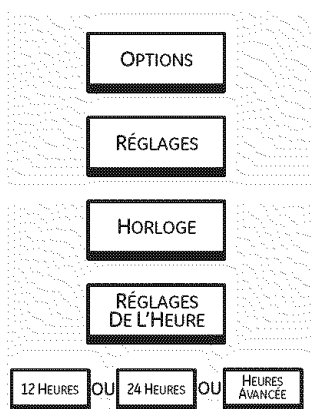 OPTIONS
RÉGLAGES
HORLOGE
RÉGLAGES
DE L'HEURE
12 HEURES OU 24 HEURES OU HEURES
AVANCÉE